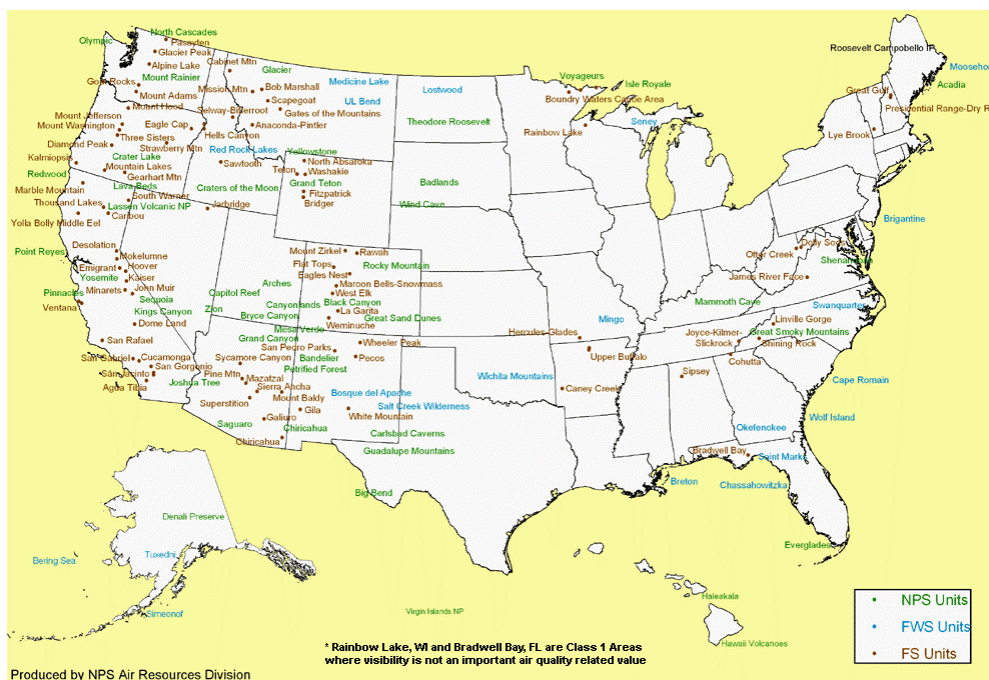 North Cascades
Olympic
Pasayten
Glacier Peak
Alpine Lake
Cabinet Mtn
Glacier
Goat Rocks
Mount Rainier
Mission Mtn
Bob Marshall
Medicine Lake
Lostwood
Voyageurs
Isle Royale
Roosevelt Campobello IP
Mooseho
Acadia
Great Gulf
Presidential Range-Dry R
Mount Adams
Mount Hood
Scapegoat
UL Bend
Boundry Waters Canoe Area
Selway-Bitterroot
Gates of the Mountains
Mount Jefferson
Mount Washington
Eagle Cap
Anaconda-Pintler
Theodore Roosevelt
Rainbow Lake
Seney
Lye Brook
Three Sisters
Hells Canyon
Diamond Peak
Strawberry Mtn
Red Rock Lakes
Yellowstone
Kalmiopsis
Crater Lake
Sawtooth
North Absaroka
Mountain Lakes
Teton
Washakie
Redwood
Gearhart Mtn
Grand Teton
Badlands
Marble Mountain
Lava Beds
Craters of the Moon
Fitzpatrick
South Warner
Bridger
Thousand Lakes
Lassen Volcanic NP
Jarbridge
Wind Cave
Caribou
Yolla Bolly Middle Eel
Brigantine
Desolation
Mokelumne
Point Reyes
Mount Zirkel
Rawah
Dolly Sods
Otter Creek
Shenandoah
Emigrant
Hoover
Flat Tops
Rocky Mountain
Yosemite
Kaiser
Eagles Nest
James River Face
Pinnacles
Minarets
John Muir
Arches
Maroon Bells-Snowmass
Capitol Reef
West Elk
Sequoia
Ventana
Canyonlands
Black Canyon
Mammoth Cave
Swanquarter
Kings Canyon
Zion
La Garita
Bryce Canyon
Great Sand Dunes
Mingo
Linville Gorge
Dome Land
Weminuche
Mesa Verde
Hercules-Glades
Joyce-Kilmer-
Slickrock
Great Smoky Mountains
San Rafael
Grand Canyon
Wheeler Peak
Shining Rock
San Pedro Parks
San Gabriel
Cucamonga
Sycamore Canyon
Bandelier
Pecos
Upper Buffalo
Cohutta
San Gorgonio
Petrified Forest
San Jacinto
Pine Mtn
Mazatzal
Wichita Mountains
Sipsey
Cape Romain
Agua Tibia
Joshua Tree
Sierra Ancha
Caney Creek
Mount Baldy
Bosque del Apache
Superstition
Gila
Salt Creek Wilderness
Wolf Island
Galiuro
White Mountain
Saguaro
Chiricahua
Carlsbad Caverns
Okefenokee
Chiricahua
Guadalupe Mountains
Bradwell Bay
Saint Marks
Breton
Chassahowitzka
Big Bend
Denali Preserve
Everglades
Tuxedni
Bering Sea
Simeonof
Haleakala
Virgin Islands NP
Hawaii Volcanoes
NPS Units
FWS Units
FS Units
* Rainbow Lake, WI and Bradwell Bay, FL are Class 1 Areas
where visibility is not an important air quality related value
Produced by NPS Air Resources Division